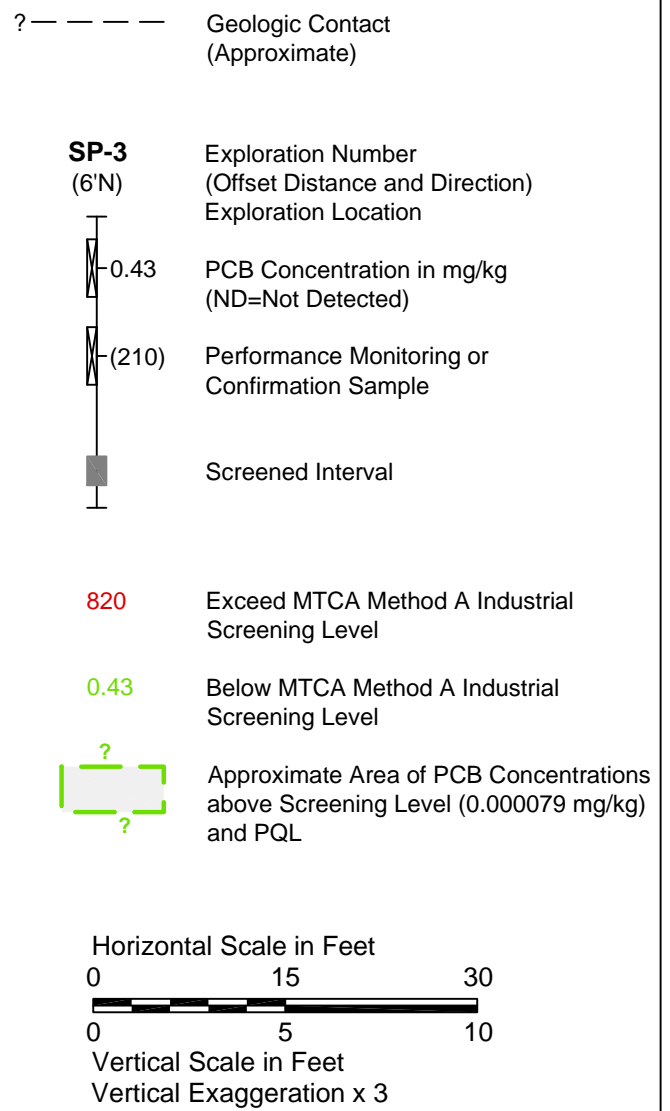 ? Geologic Contact
(Approximate)
SP-3 Exploration Number
(6'N) (Offset Distance and Direction)
Exploration Location
0.43 PCB Concentration in mg/kg
(ND=Not Detected)
(210) Performance Monitoring or
Confirmation Sample
Screened Interval
820 Exceed MTCA Method A Industrial
Screening Level
0.43 Below MTCA Method A Industrial
Screening Level
?
Approximate Area of PCB Concentrations
above Screening Level (0.000079 mg/kg)
? and PQL
Horizontal Scale in Feet
0 15 30
0 5 10
Vertical Scale in Feet
Vertical Exaggeration x 3